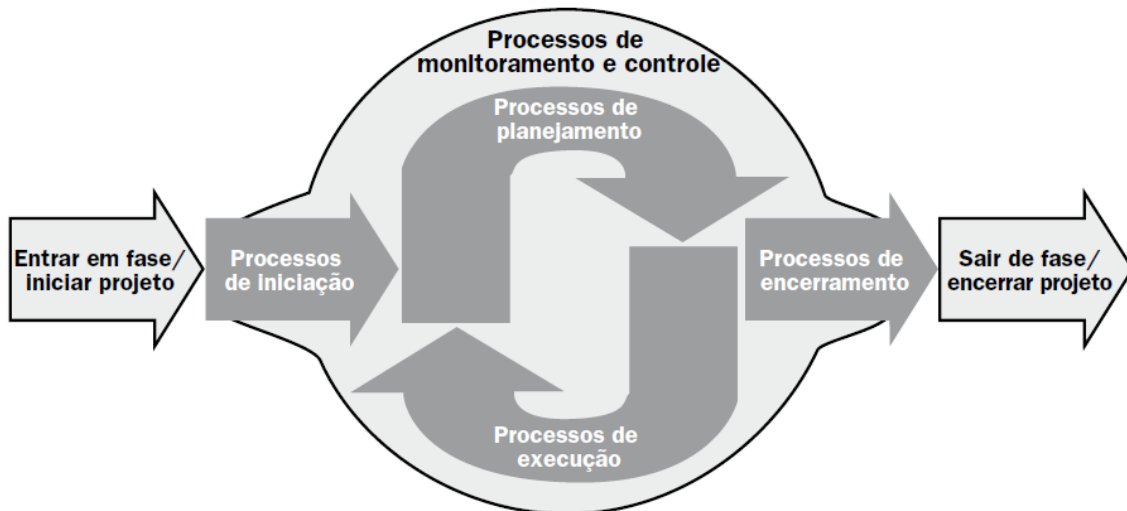 Processos de
monitoramento e controle
Processos de
planejamento
Entrar em fase/
iniciar projeto
Processos
de iniciação
Processos de
encerramento
Sair de fase/
encerrar projeto
Processos de
execução